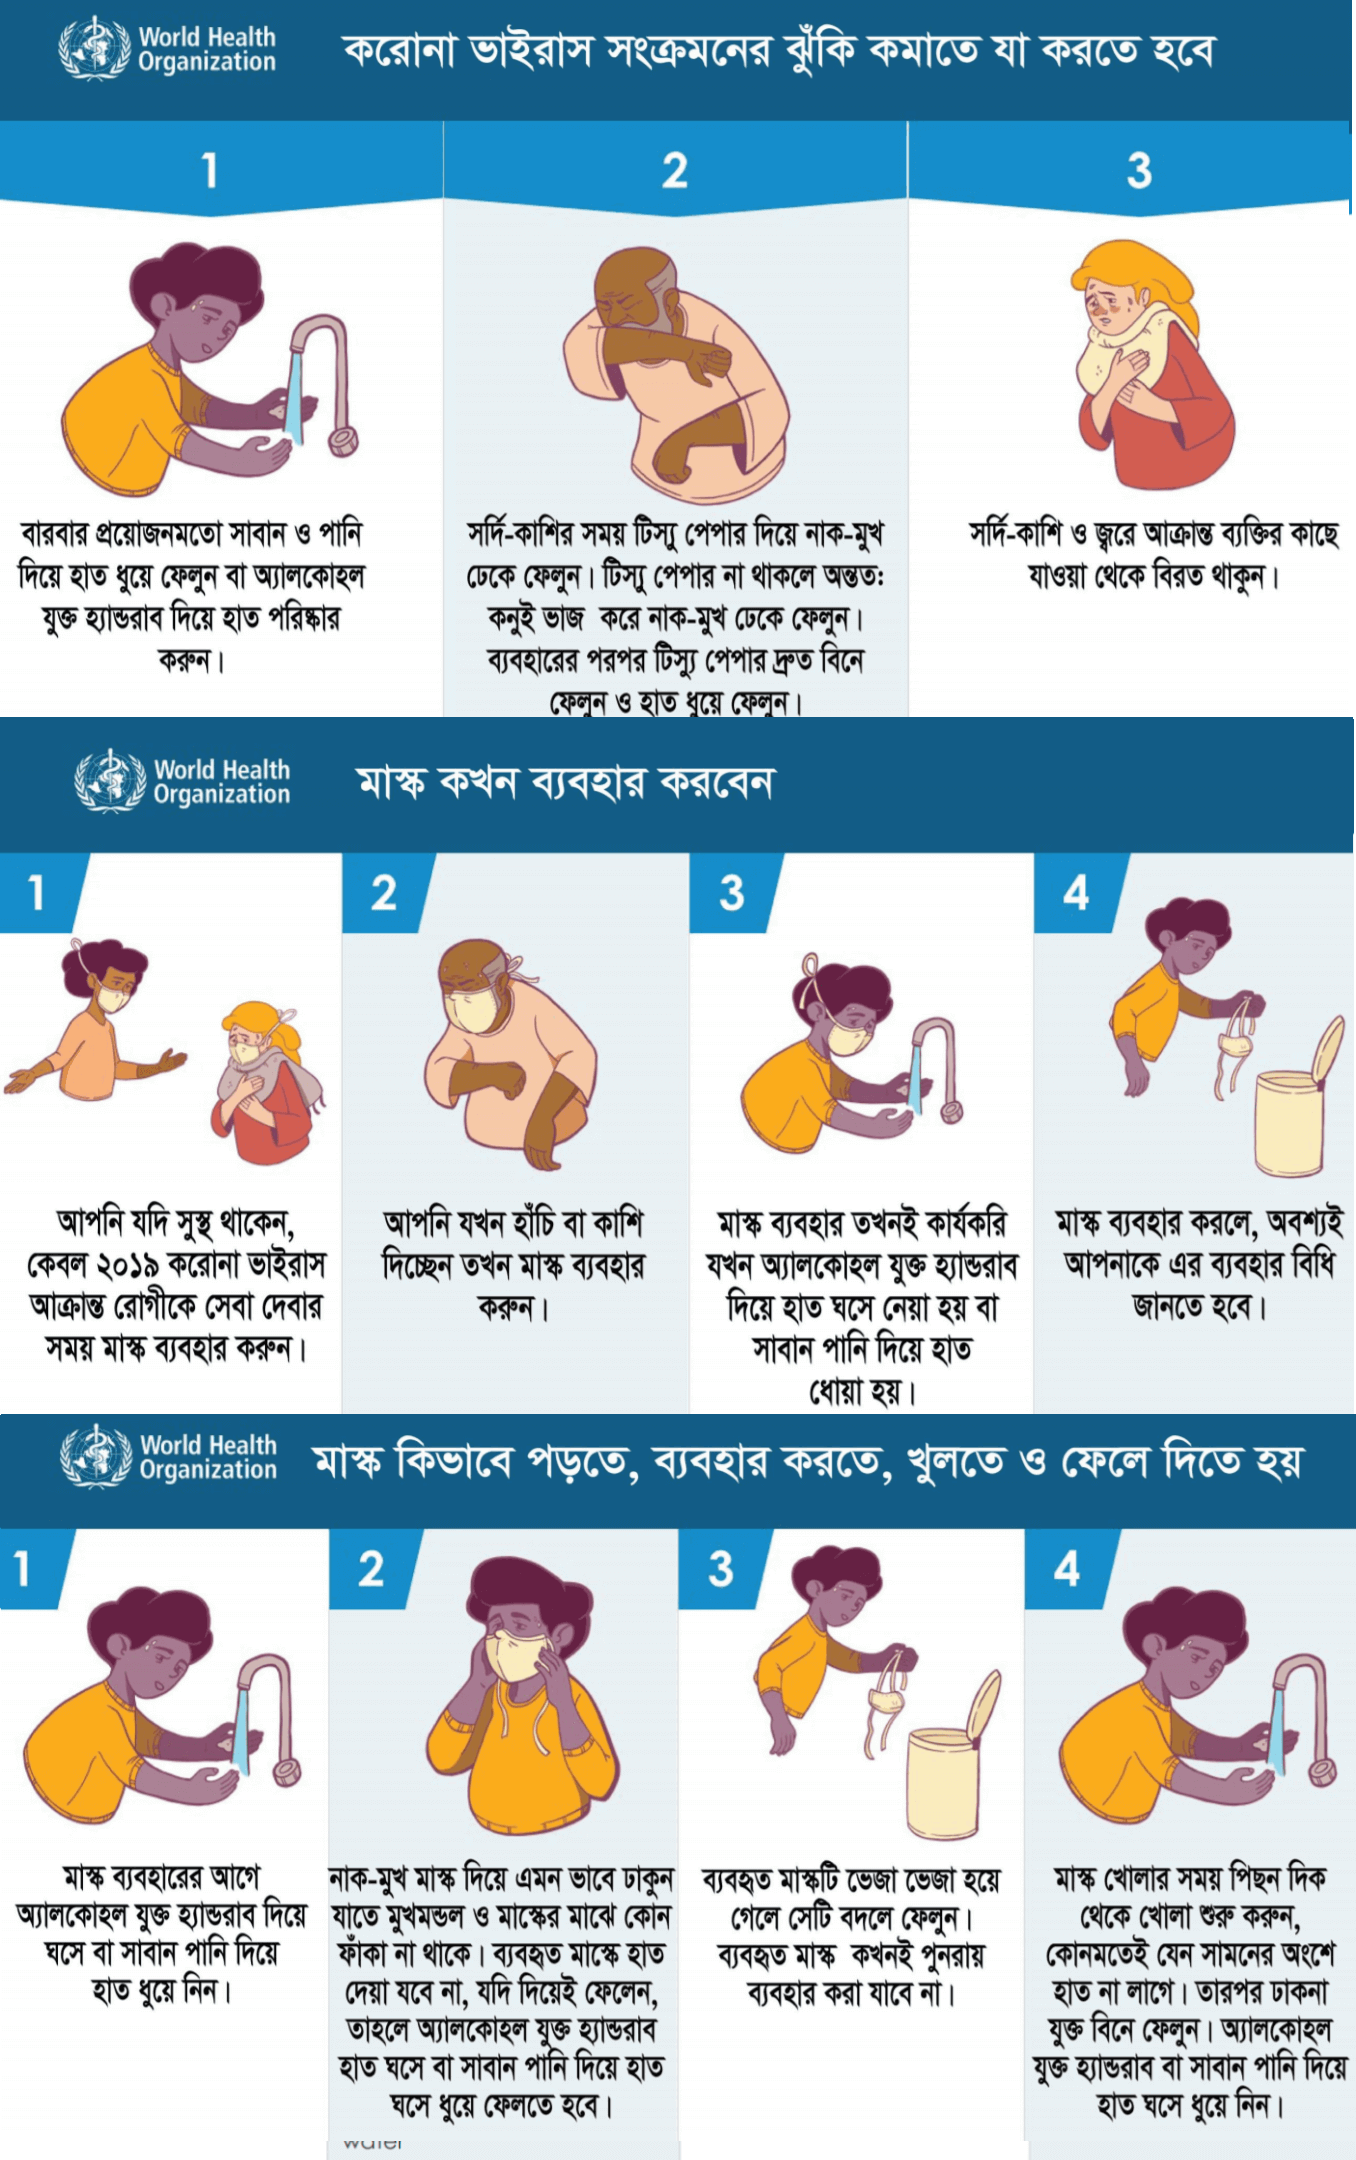 World Health
Organization
করোনা ভাইরাস সংক্রমনের ঝুঁকি কমাতে যা করতে হবে
1
বারবার প্রয়োজনমতো সাবান ও পানি
দিয়ে হাত ধুয়ে ফেলুন বা অ্যালকোহল
যুক্ত হ্যান্ডরাব দিয়ে হাত পরিষ্কার
করুন।
2
সর্দি-কাশির সময় টিস্যু পেপার দিয়ে নাক-মুখ
ঢেকে ফেলুন। টিস্যু পেপার না থাকলে অন্তত:
কনুই ভাজ করে নাক-মুখ ঢেকে ফেলুন।
ব্যবহারের পরপর টিস্যু পেপার দ্রুত বিনে
ফেলুন ও হাত ধুয়ে ফেলুন।
3
সর্দি-কাশি ও জ্বরে আক্রান্ত ব্যক্তির কাছে
যাওয়া থেকে বিরত থাকুন।
World Health
Organization
মাস্ক কখন ব্যবহার করবেন
1
আপনি যদি সুস্থ থাকেন,
কেবল ২০১৯ করোনা ভাইরাস
আক্রান্ত রোগীকে সেবা দেবার
সময় মাস্ক ব্যবহার করুন।
2
আপনি যখন হাঁচি বা কাশি
দিচ্ছেন তখন মাস্ক ব্যবহার
করুন।
3
মাস্ক ব্যবহার তখনই কার্যকরি
যখন অ্যালকোহল যুক্ত হ্যান্ডরাব
দিয়ে হাত ঘসে নেয়া হয় বা
সাবান পানি দিয়ে হাত
ধোয়া হয়।
4
মাস্ক ব্যবহার করলে, অবশ্যই
আপনাকে এর ব্যবহার বিধি
জানতে হবে।
World Health
Organization
মাস্ক কিভাবে পড়তে, ব্যবহার করতে, খুলতে ও ফেলে দিতে হয়
1
মাস্ক ব্যবহারের আগে
অ্যালকোহল যুক্ত হ্যান্ডরাব দিয়ে
ঘসে বা সাবান পানি দিয়ে
হাত ধুয়ে নিন।
2
নাক-মুখ মাস্ক দিয়ে এমন ভাবে ঢাকুন
যাতে মুখমন্ডল ও মাস্কের মাঝে কোন
ফাঁকা না থাকে। ব্যবহৃত মাস্কে হাত
দেয়া যবে না, যদি দিয়েই ফেলেন,
তাহলে অ্যালকোহল যুক্ত হ্যান্ডরাব
হাত ঘসে বা সাবান পানি দিয়ে হাত
ঘসে ধুয়ে ফেলতে হবে।
3
ব্যবহৃত মাস্কটি ভেজা ভেজা হয়ে
গেলে সেটি বদলে ফেলুন।
ব্যবহৃত মাস্ক কখনই পুনরায়
ব্যবহার করা যাবে না।
4
মাস্ক খোলার সময় পিছন দিক
থেকে খোলা শুরু করুন,
কোনমতেই যেন সামনের অংশে
হাত না লাগে। তারপর ঢাকনা
যুক্ত বিনে ফেলুন। অ্যালকোহল
যুক্ত হ্যান্ডরাব বা সাবান পানি দিয়ে
হাত ঘসে ধুয়ে নিন।